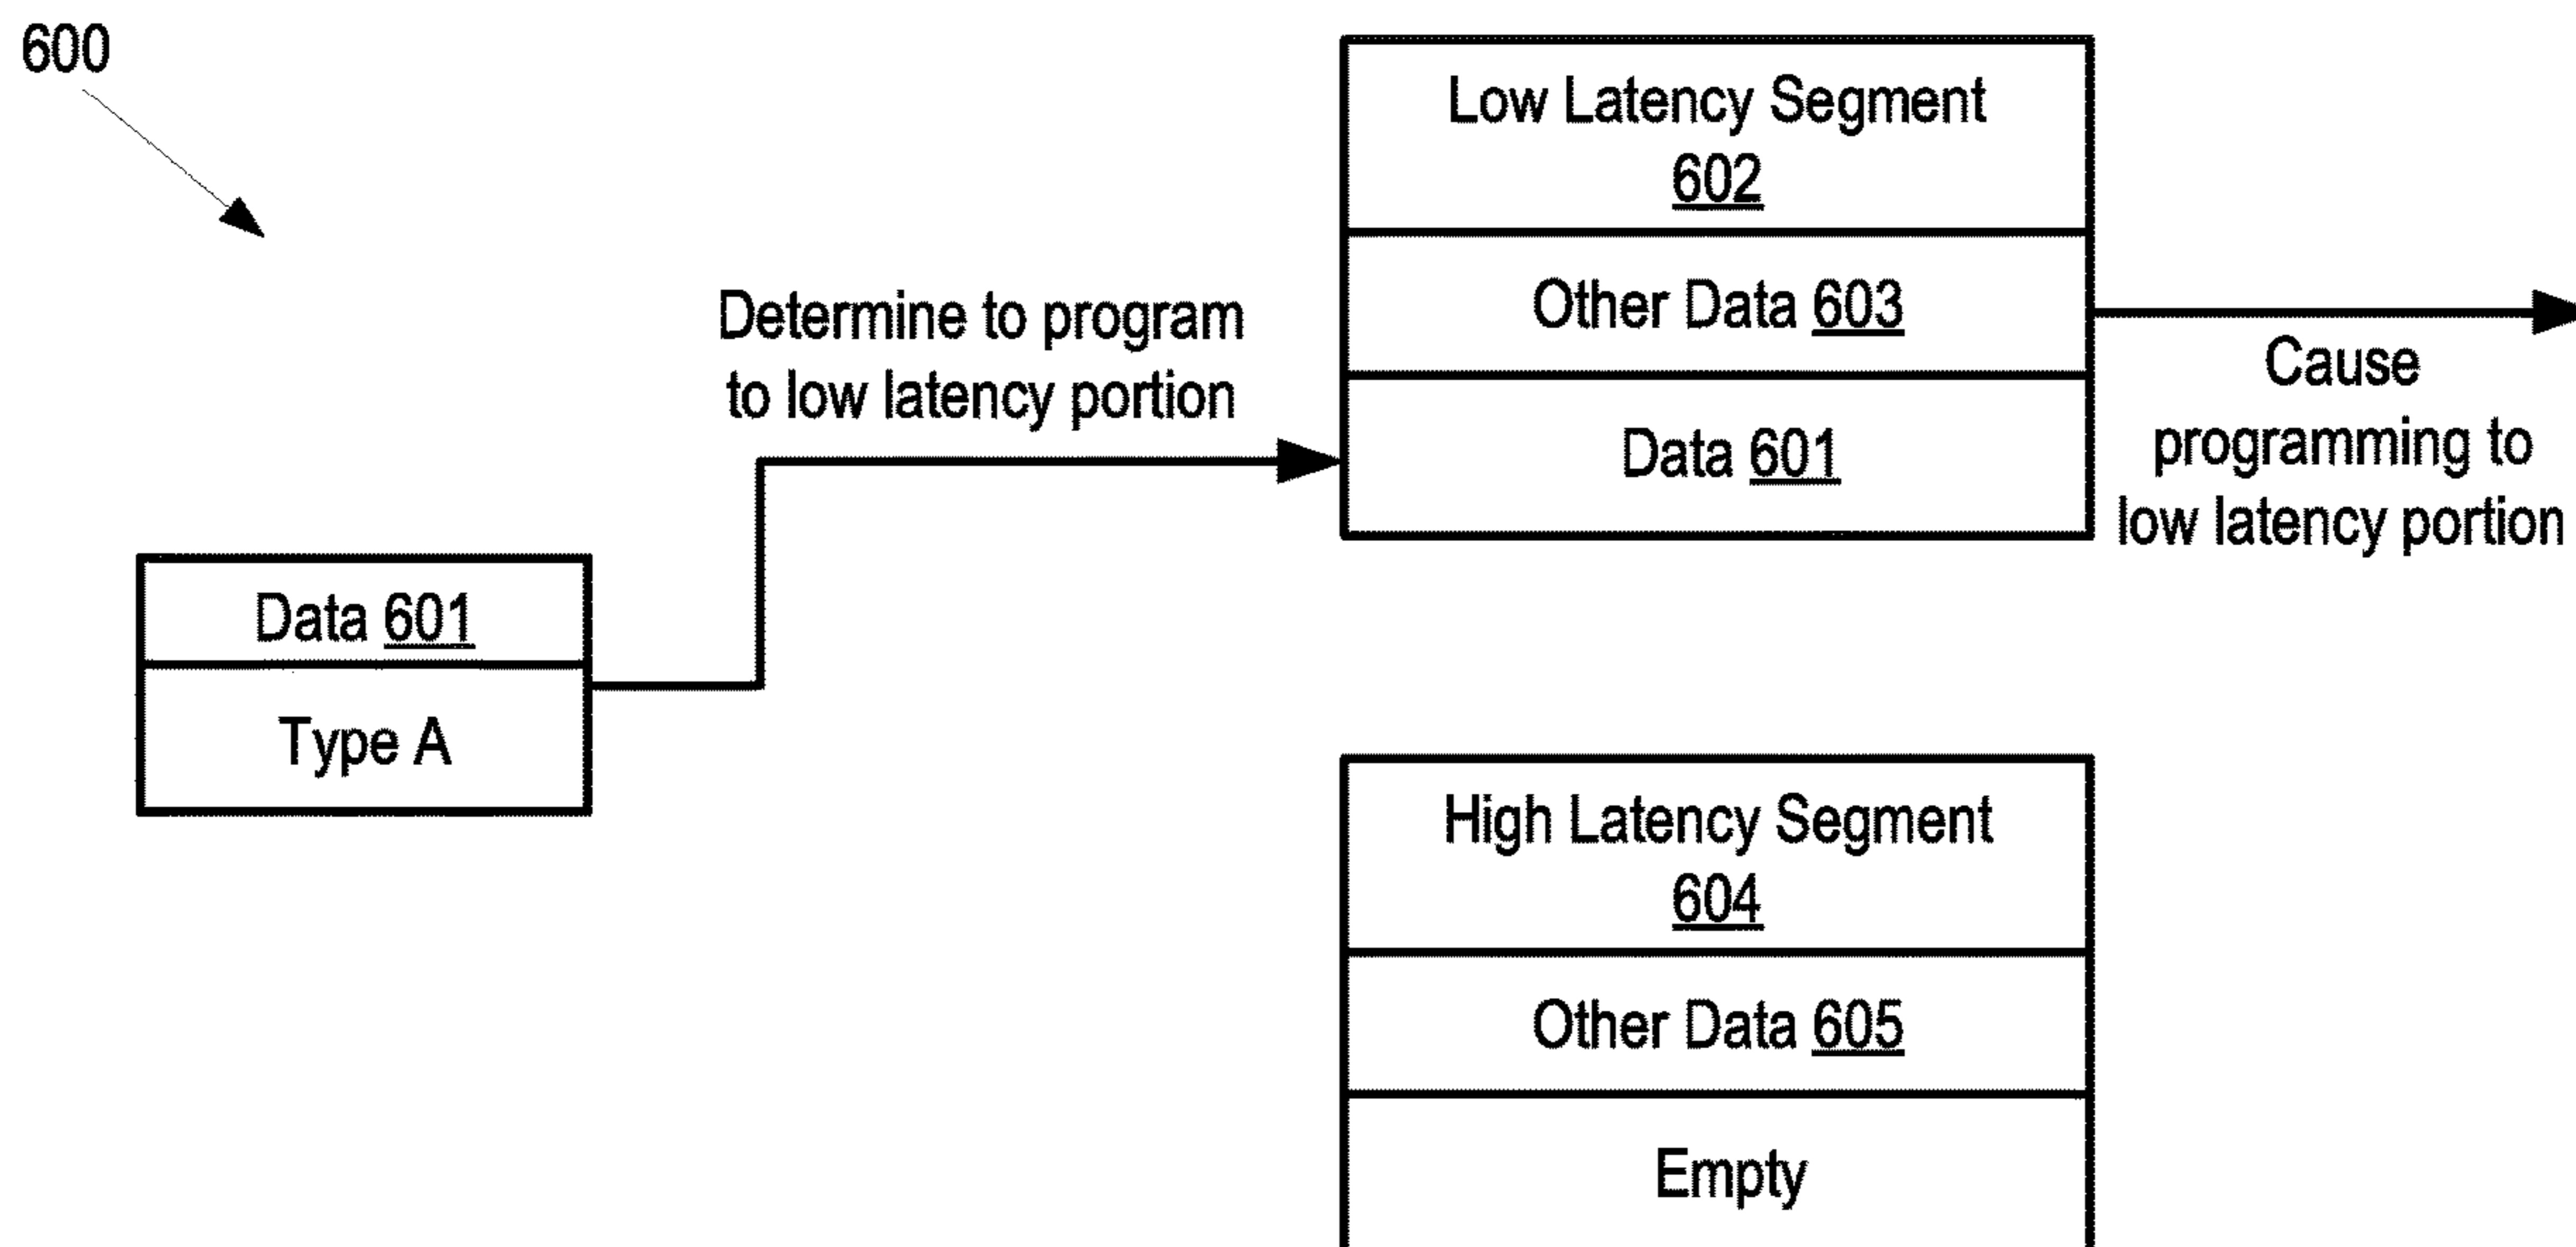 600
Low Latency Segment
602
Other Data 603
Data 601
Determine to program
to low latency portion
Cause
programming to
low latency portion
Data 601
Type A
High Latency Segment
604
Other Data 605
Empty